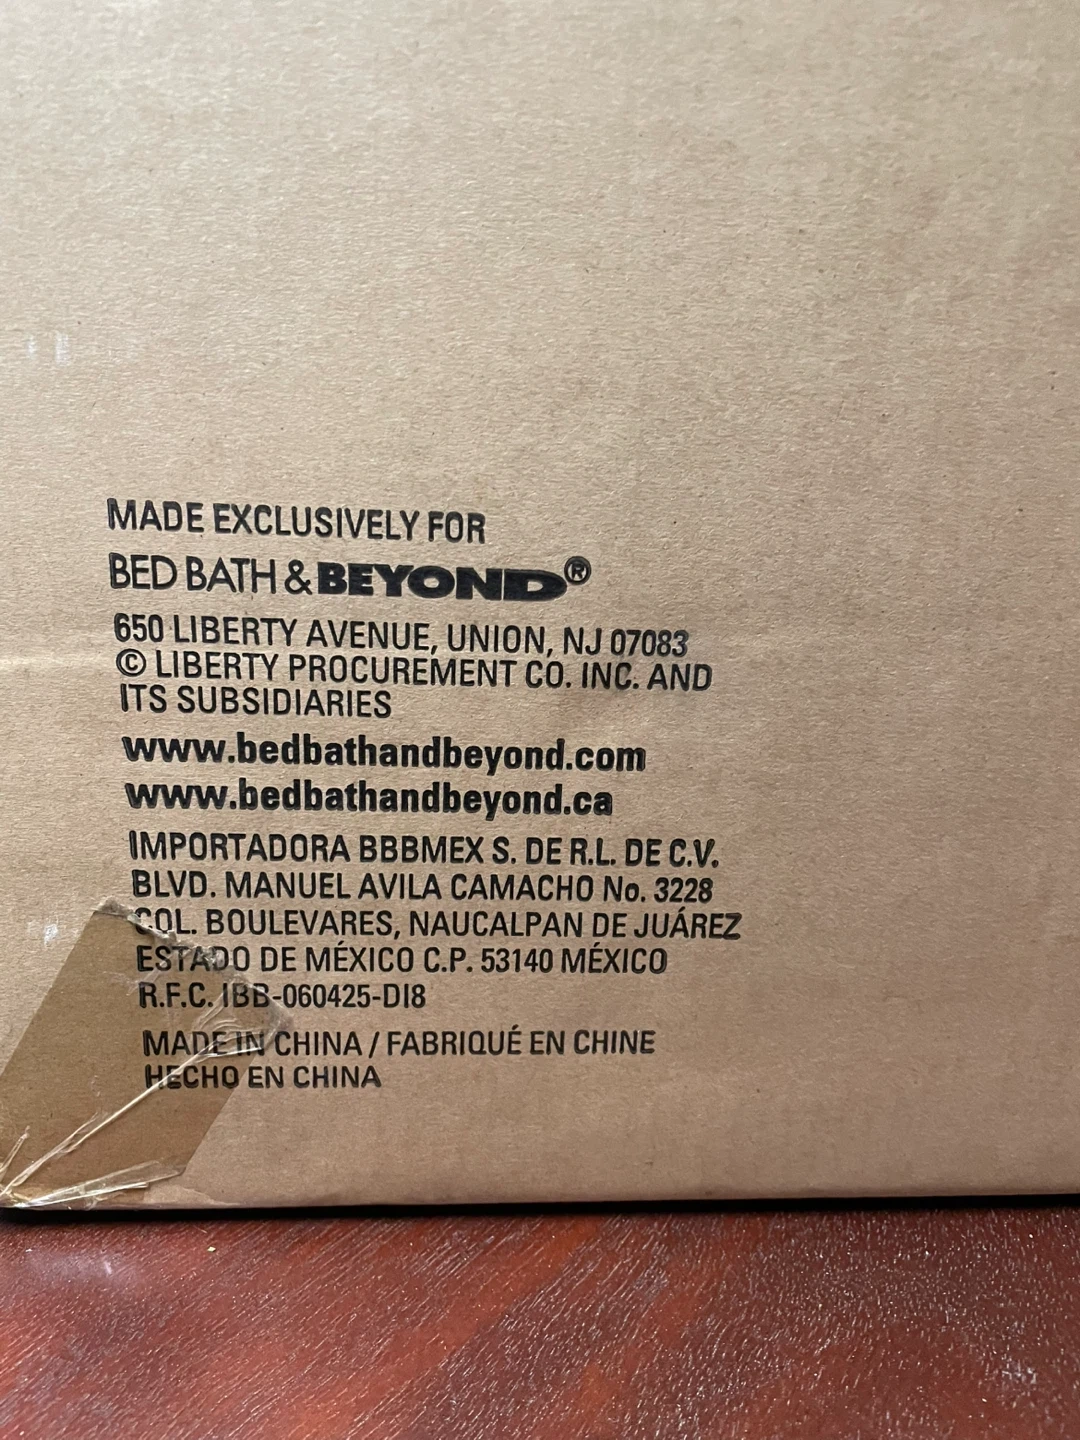 MADE EXCLUSIVELY FOR
BED BATH & BEYOND®
650 LIBERTY AVENUE, UNION, NJ 07083
© LIBERTY PROCUREMENT CO. INC. AND
ITS SUBSIDIARIES
www.bedbathandbeyond.com
www.bedbathandbeyond.ca
IMPORTADORA BBBMEX S. DE R.L. DE C.V.
BLVD. MANUEL AVILA CAMACHO No. 3228
COL. BOULEVARES, NAUCALPAN DE JUÁREZ
ESTADO DE MÉXICO C.P. 53140 MÉXICO
R.F.C. IBB-060425-DI8
MADE IN CHINA / FABRIQUÉ EN CHINE
HECHO EN CHINA